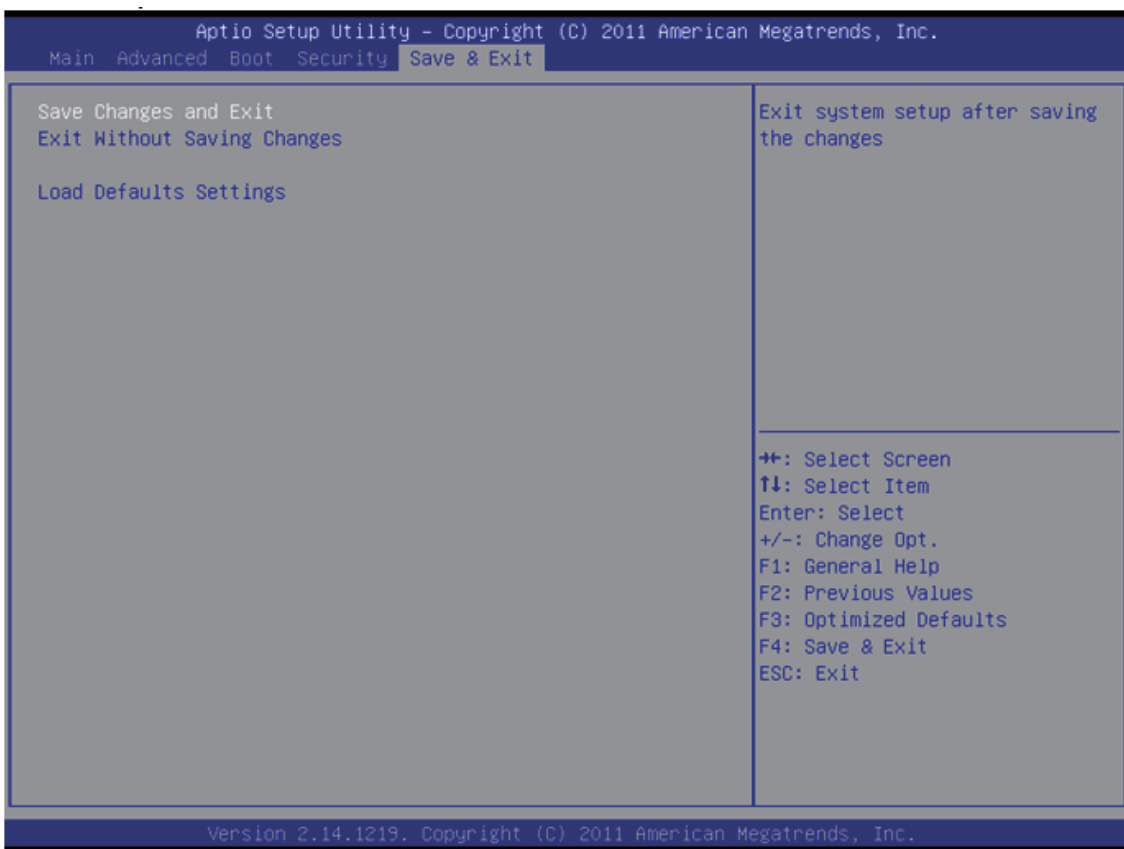 Aptio Setup Utility – Copyright (C) 2011 American Megatrends, Inc.
Main Advanced Boot Security Save & Exit
Save Changes and Exit
Exit Without Saving Changes
Load Defaults Settings
Exit system setup after saving
the changes
→←: Select Screen
↑↓: Select Item
Enter: Select
+/-: Change Opt.
F1: General Help
F2: Previous Values
F3: Optimized Defaults
F4: Save & Exit
ESC: Exit
Version 2.14.1219. Copyright (C) 2011 American Megatrends, Inc.